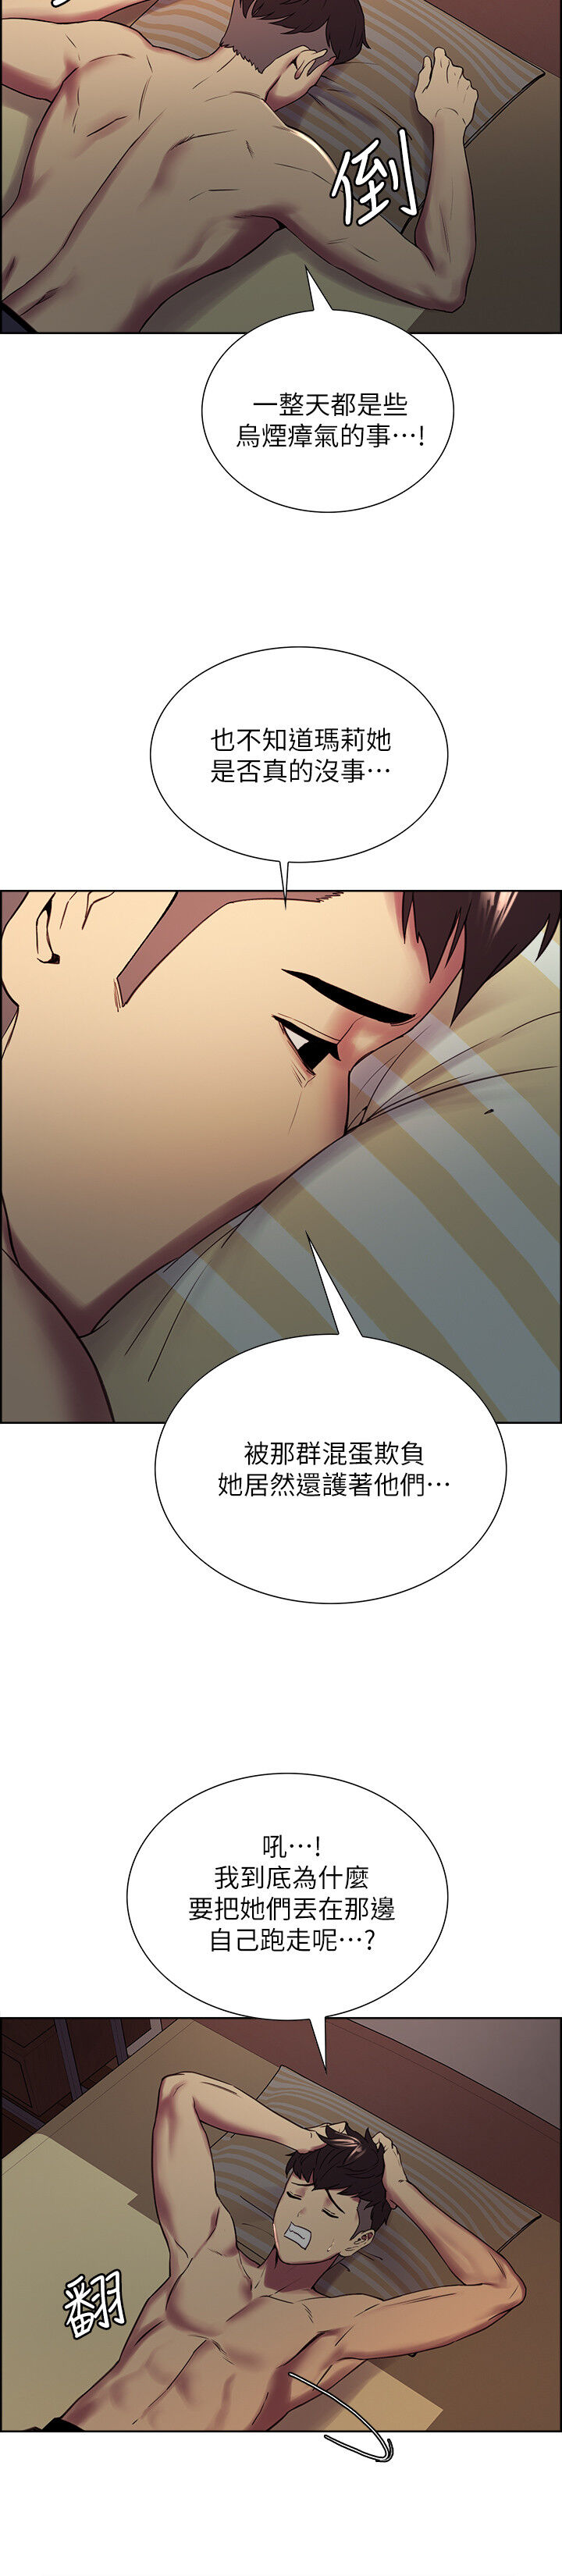 倒
一整天都是些
烏煙瘴氣的事…!
也不知道瑪莉她
是否真的沒事…
被那群混蛋欺負
她居然還護著他們…
吼…!
我到底為什麼
要把她們丟在那邊
自己跑走呢…?
翻